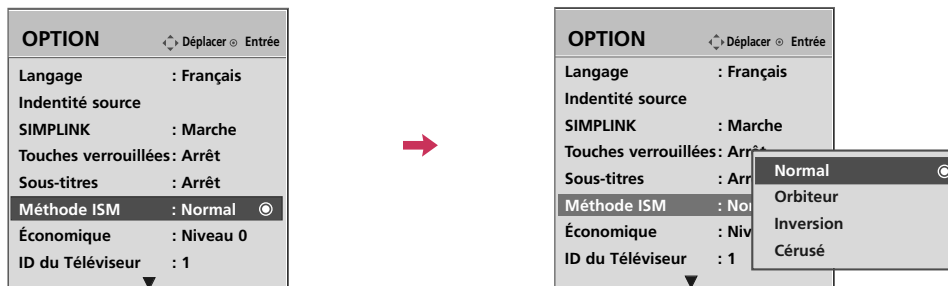 OPTION Déplacer Entrée
Langage : Français
Indentité source
SIMPLINK : Marche
Touches verrouillées : Arrêt
Sous-titres : Arrêt
Méthode ISM : Normal
Économique : Niveau 0
ID du Téléviseur : 1
OPTION Déplacer Entrée
Langage : Français
Indentité source
SIMPLINK : Marche
Touches verrouillées : Arrêt
Sous-titres : Arr
Méthode ISM : Nor
Économique : Niv
ID du Téléviseur : 1
Normal
Orbiteur
Inversion
Cérusé